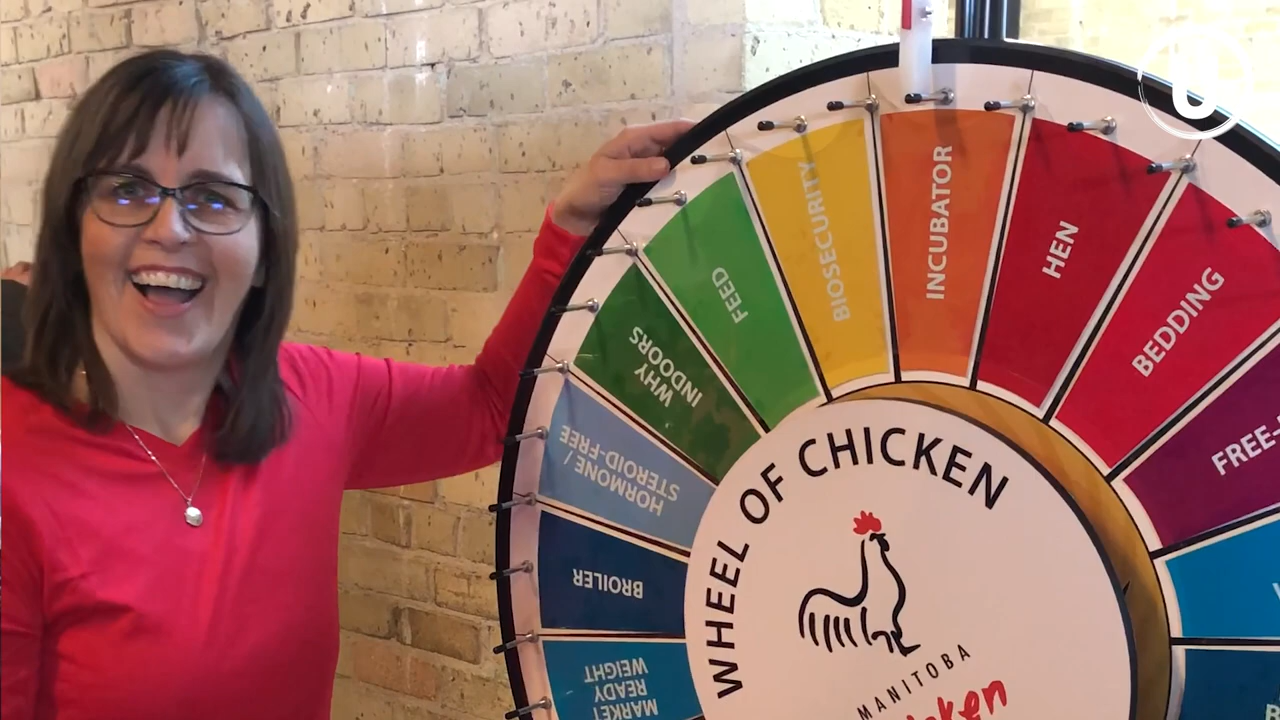 INCUBATOR
HEN
BEDDING
BIOSECURITY
FEED
WHY
INDOORS
HORMONE /
STEROID-FREE
BROILER
MARKET
READY
WEIGHT
WHEEL OF CHICKEN
MANITOBA
U